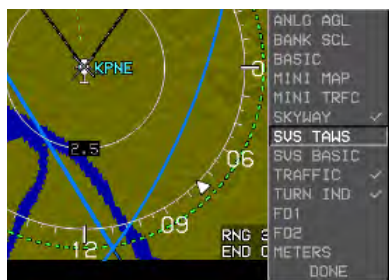 ANLG AGL
BANK SCL
BASIC
MINI MAP
MINI TRFC
SKYWAY ✓
SVS TAWS
SVS BASIC
TRAFFIC ✓
TURN IND ✓
FD1
FD2
METERS
DONE
KPNE
2.5
06
09
12
RNG 3
END